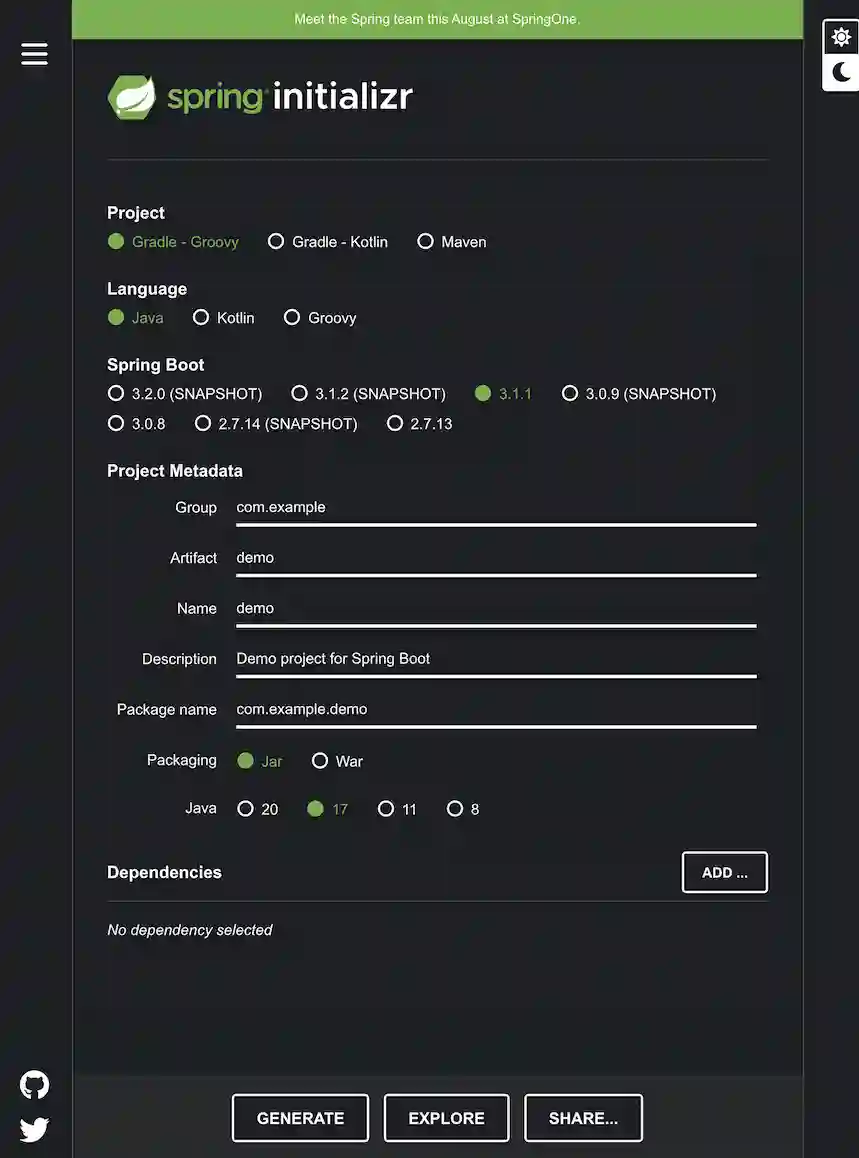 Meet the Spring team this August at SpringOne.
spring initializr
Project
Gradle - Groovy Gradle - Kotlin Maven
Language
Java Kotlin Groovy
Spring Boot
3.2.0 (SNAPSHOT) 3.1.2 (SNAPSHOT) 3.1.1 3.0.9 (SNAPSHOT)
3.0.8 2.7.14 (SNAPSHOT) 2.7.13
Project Metadata
Group com.example
Artifact demo
Name demo
Description Demo project for Spring Boot
Package name com.example.demo
Packaging Jar War
Java 20 17 11 8
Dependencies ADD ...
No dependency selected
GENERATE EXPLORE SHARE...